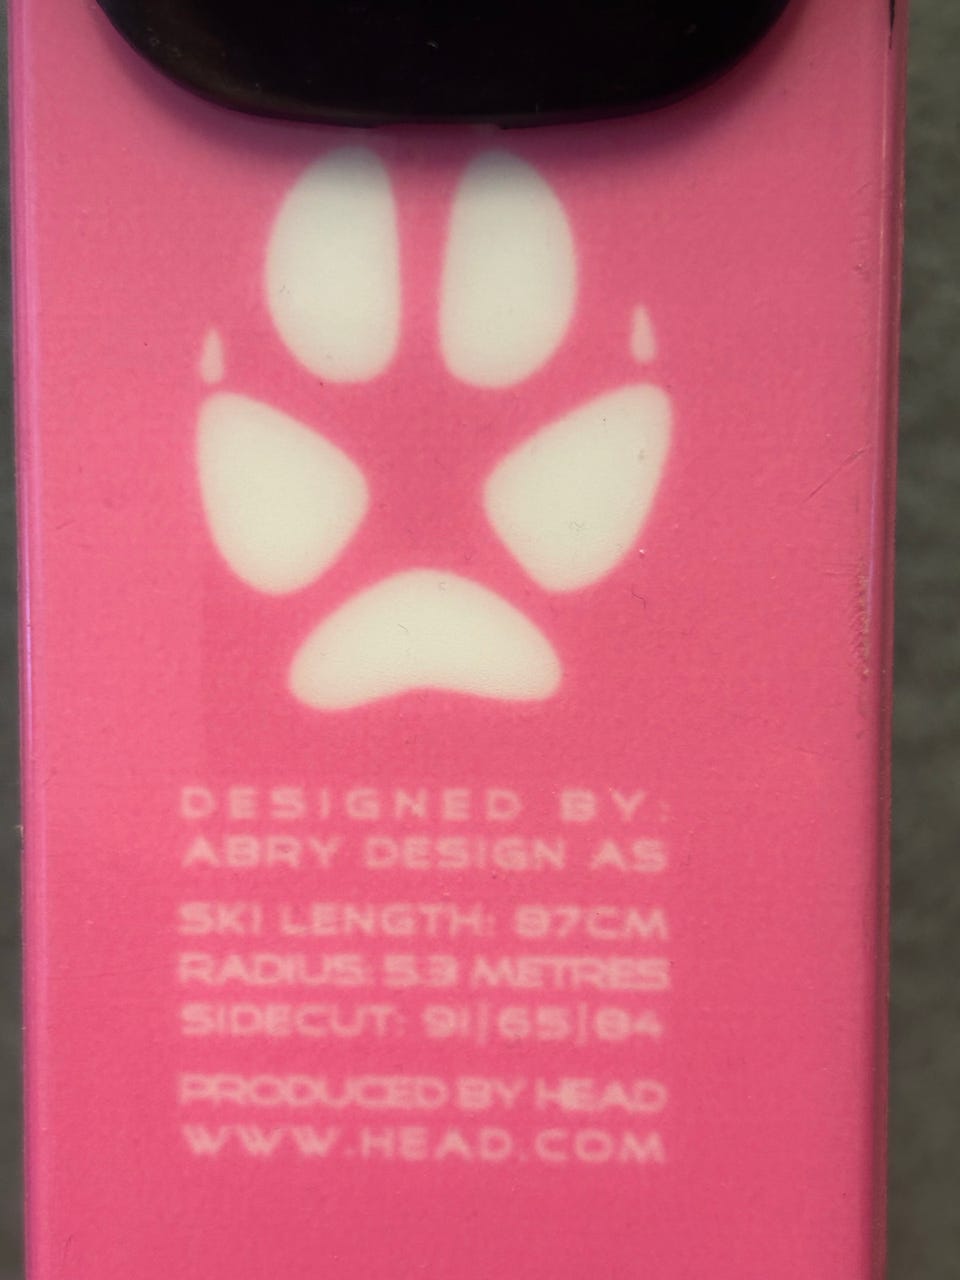 DESIGNED BY:
ABRY DESIGN AS
SKI LENGTH: 87CM
RADIUS: 5.3 METRES
SIDECUT: 91|65|84
PRODUCED BY HEAD
WWW.HEAD.COM